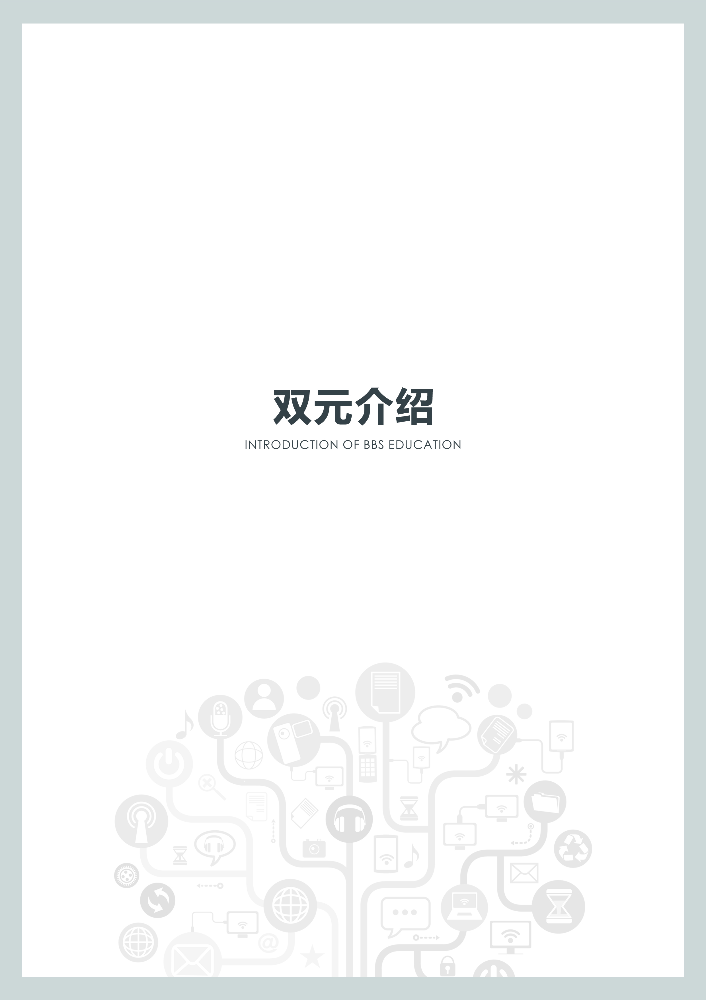 双元介绍
INTRODUCTION OF BBS EDUCATION
@